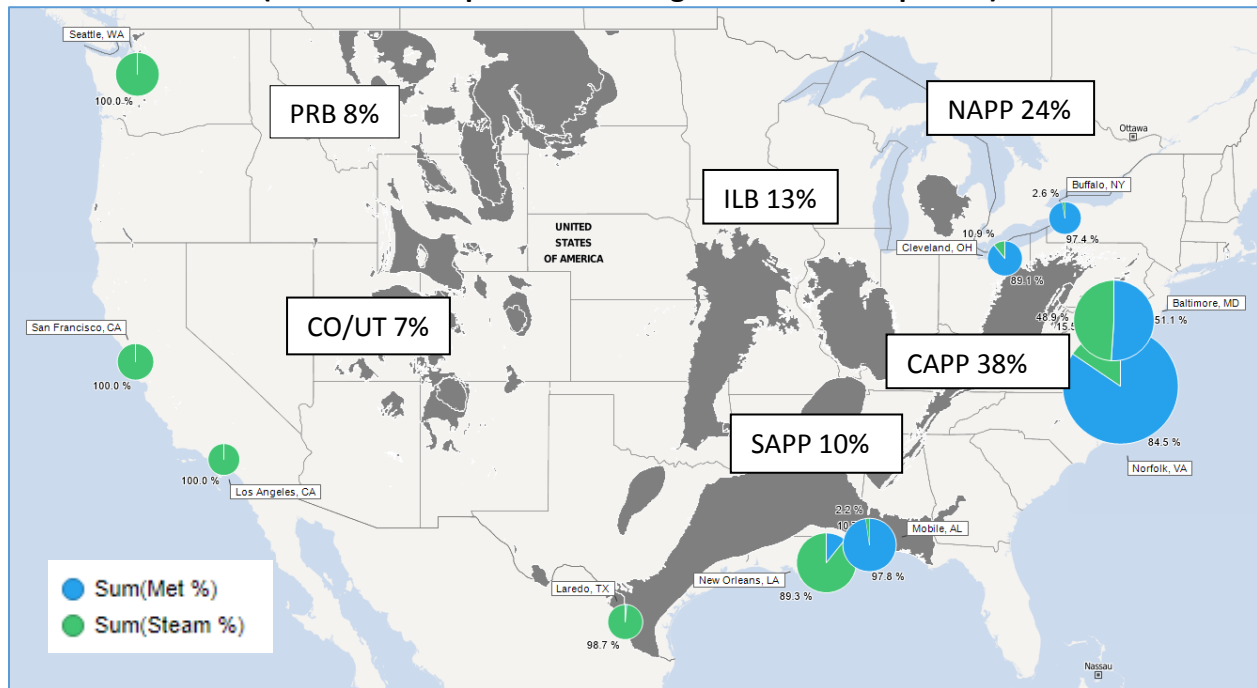 Seattle, WA
100.0 %
PRB 8%
NAPP 24%
Ottawa
ILB 13%
2.6 %
Buffalo, NY
97.4 %
UNITED
STATES
OF AMERICA
10.9 %
Cleveland, OH
89.1 %
Baltimore, MD
48.9 %
51.1 %
CO/UT 7%
San Francisco, CA
100.0 %
CAPP 38%
84.5 %
Norfolk, VA
SAPP 10%
100.0 %
Los Angeles, CA
2.2 %
Mobile, AL
97.8 %
New Orleans, LA
89.3 %
Laredo, TX
98.7 %
Sum(Met %)
Sum(Steam %)
Nassau